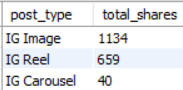 post_type total_shares
IG Image 1134
IG Reel 659
IG Carousel 40